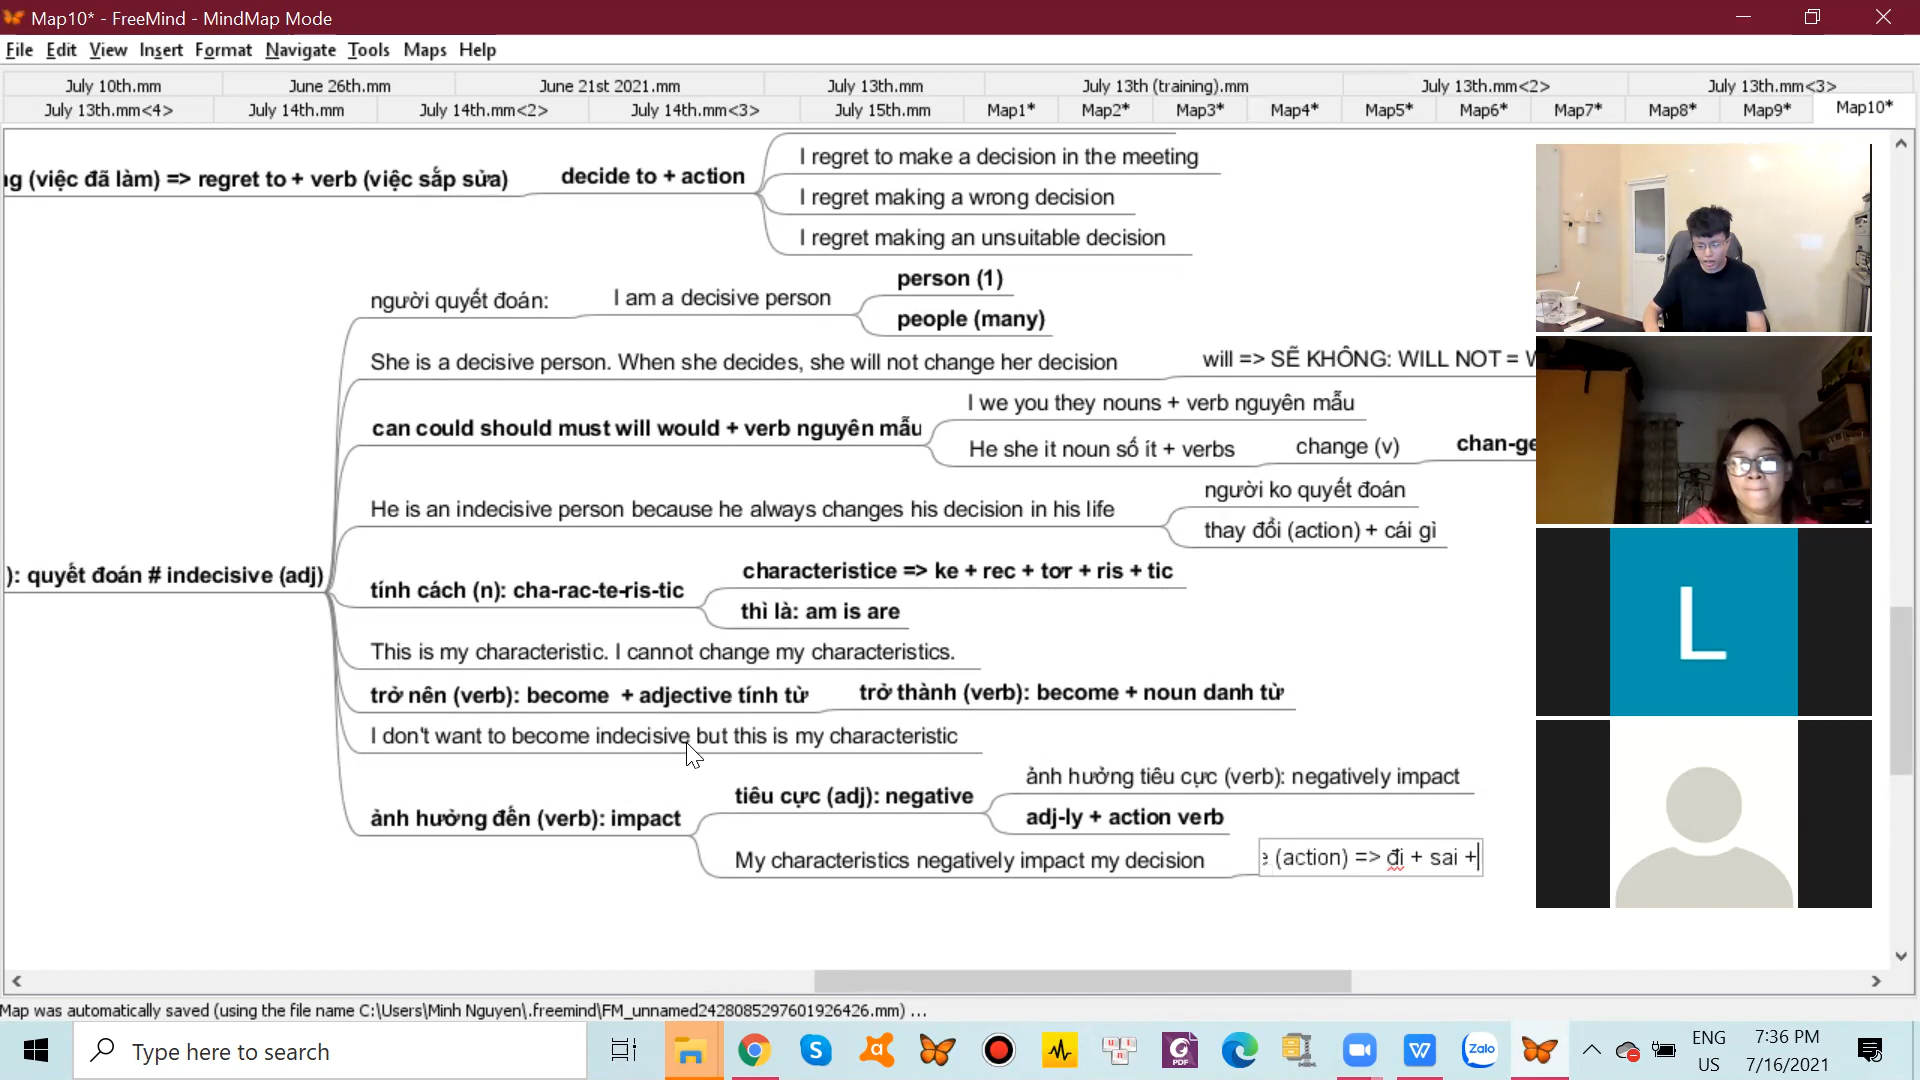 Map10* - FreeMind - MindMap Mode
File Edit View Insert Format Navigate Tools Maps Help
July 10th.mm June 26th.mm June 21st 2021.mm July 13th.mm July 13th (training).mm July 13th.mm<2> July 13th.mm<3>
July 13th.mm<4> July 14th.mm July 14th.mm<2> July 14th.mm<3> July 15th.mm Map1* Map2* Map3* Map4* Map5* Map6* Map7* Map8* Map9* Map10*
I regret to make a decision in the meeting
(việc đã làm) => regret to + verb (việc sắp sửa) decide to + action
I regret making a wrong decision
I regret making an unsuitable decision
person (1)
người quyết đoán: I am a decisive person
people (many)
She is a decisive person. When she decides, she will not change her decision will => SẼ KHÔNG: WILL NOT =
I we you they nouns + verb nguyên mẫu
can could should must will would + verb nguyên mẫu
He she it noun số ít + verbs change (v) chan-ge
người ko quyết đoán
He is an indecisive person because he always changes his decision in his life
thay đổi (action) + cái gì
): quyết đoán # indecisive (adj)
characteristice => ke + rec + tơr + ris + tic
tính cách (n): cha-rac-te-ris-tic
thì là: am is are
This is my characteristic. I cannot change my characteristics.
trở nên (verb): become + adjective tính từ trở thành (verb): become + noun danh từ
I don't want to become indecisive but this is my characteristic
ảnh hưởng tiêu cực (verb): negatively impact
tiêu cực (adj): negative
adj-ly + action verb
ảnh hưởng đến (verb): impact
My characteristics negatively impact my decision e (action) => đi + sai +
L
Map was automatically saved (using the file name C:\Users\Minh Nguyen\.freemind\FM_unnamed2428085297601926426.mm) ...
Type here to search
PDF
Zalo
ENG
US
7:36 PM
7/16/2021